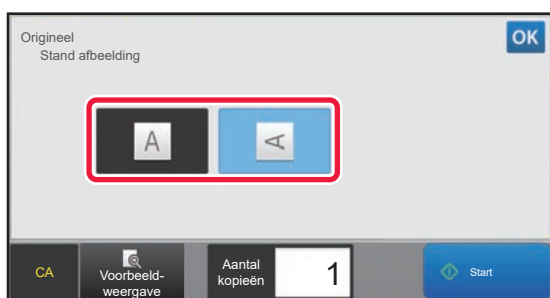 Origineel
Stand afbeelding
OK
A
A
CA
Voorbeeld-
weergave
Aantal
kopieën
1
Start